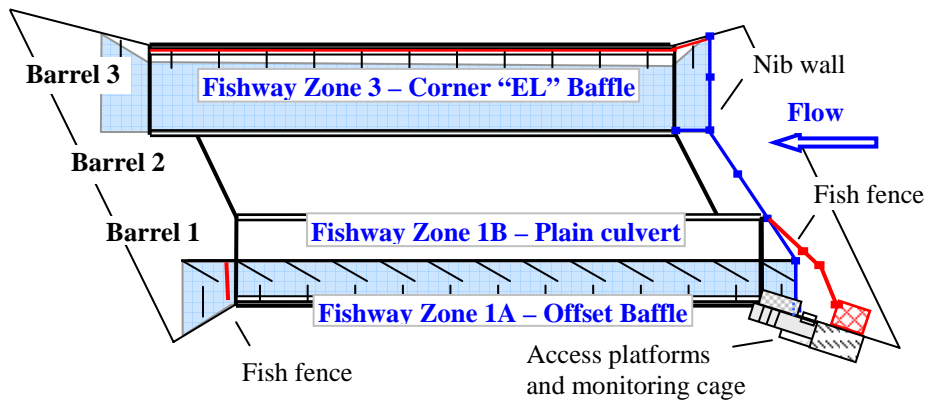 Barrel 3
Fishway Zone 3 – Corner “EL” Baffle
Nib wall
Flow
Barrel 2
Fish fence
Barrel 1
Fishway Zone 1B – Plain culvert
Fishway Zone 1A – Offset Baffle
Fish fence
Access platforms
and monitoring cage